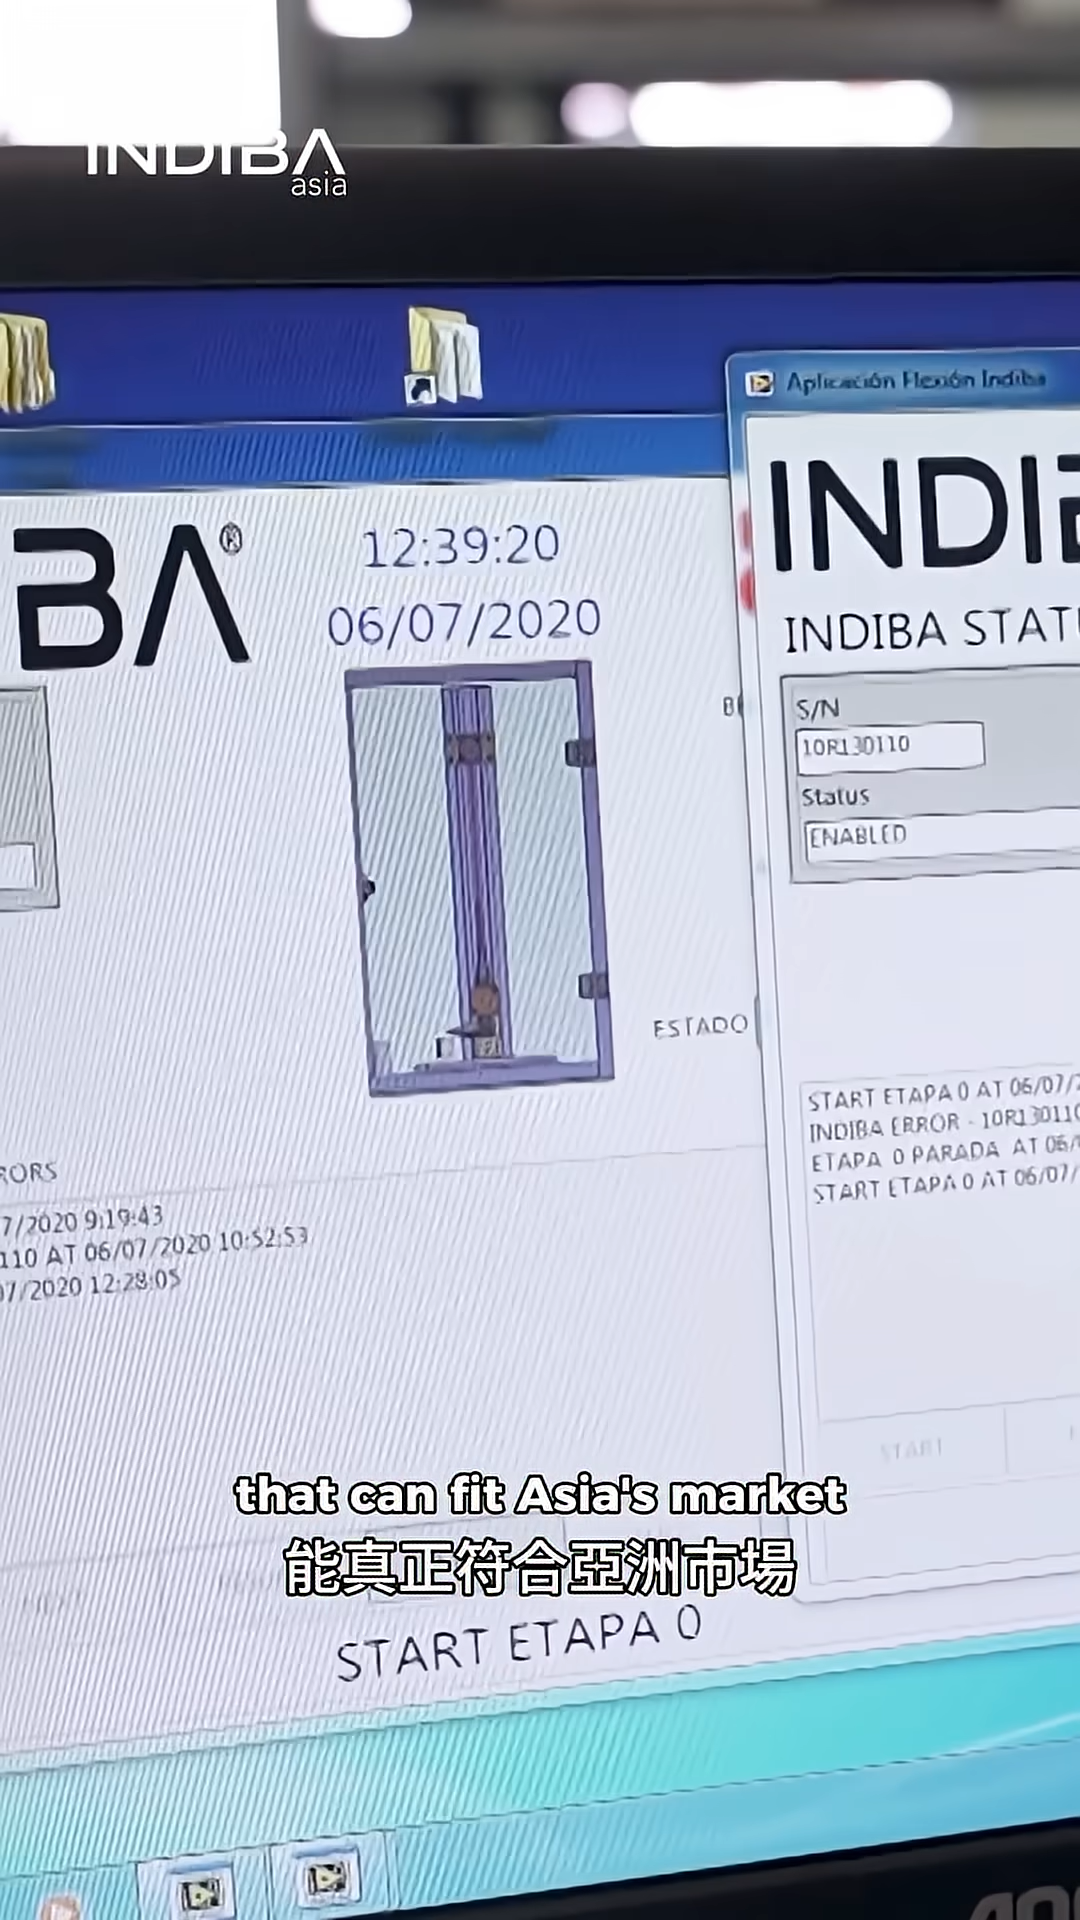 INDIBA
asia
Aplicación Flexión Indiba
BA®
12:39:20
06/07/2020
INDI
INDIBA STAT
S/N
10R130110
Status
ENABLED
ESTADO
START ETAPA 0 AT 06/07/
INDIBA ERROR - 10R130110
ETAPA 0 PARADA AT 06/
START ETAPA 0 AT 06/07/
RORS
7/2020 9:19:43
110 AT 06/07/2020 10:52:53
07/2020 12:28:05
START
that can fit Asia's market
能真正符合亞洲市場
START ETAPA 0